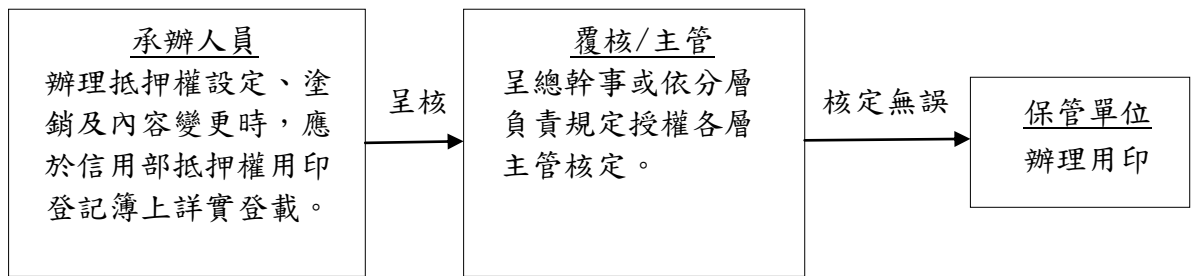 承辦人員
辦理抵押權設定、塗
銷及內容變更時，應
於信用部抵押權用印
登記簿上詳實登載。
呈核
覆核/主管
呈總幹事或依分層
負責規定授權各層
主管核定。
核定無誤
保管單位
辦理用印